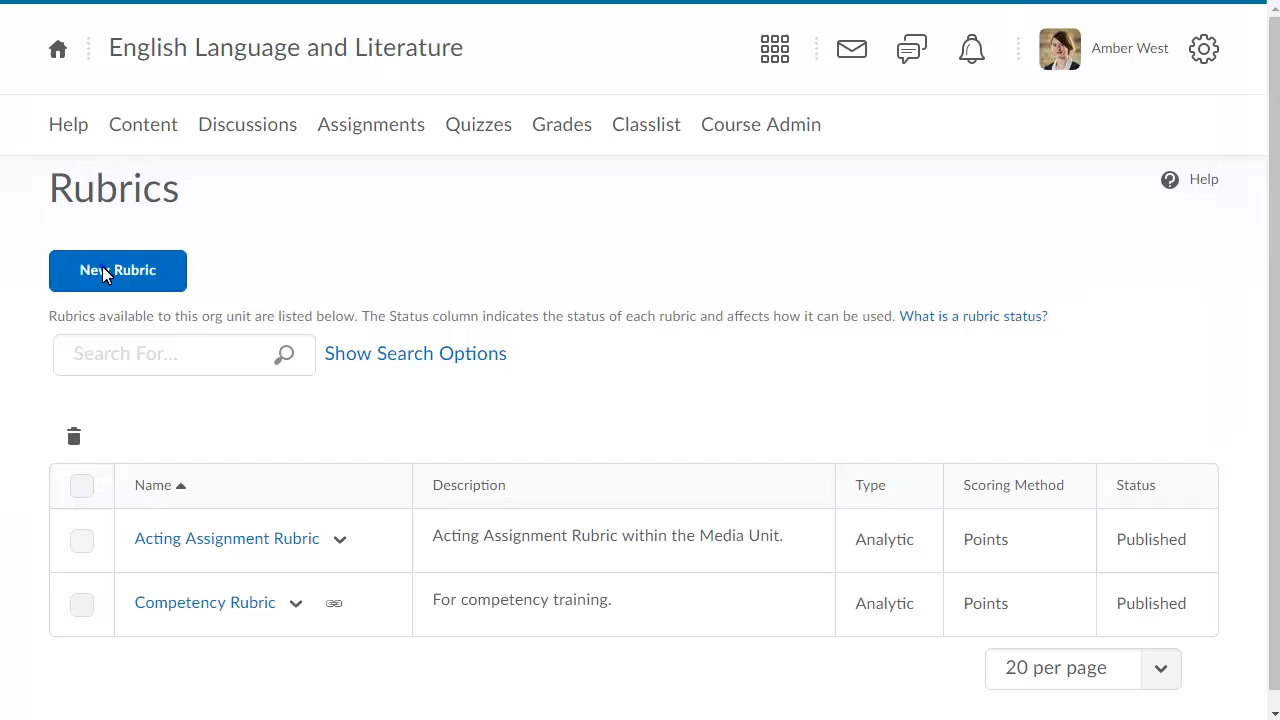 English Language and Literature
Amber West
Help Content Discussions Assignments Quizzes Grades Classlist Course Admin
Rubrics
Help
New Rubric
Rubrics available to this org unit are listed below. The Status column indicates the status of each rubric and affects how it can be used. What is a rubric status?
Search For... Show Search Options
Name Description Type Scoring Method Status
Acting Assignment Rubric Acting Assignment Rubric within the Media Unit. Analytic Points Published
Competency Rubric For competency training. Analytic Points Published
20 per page